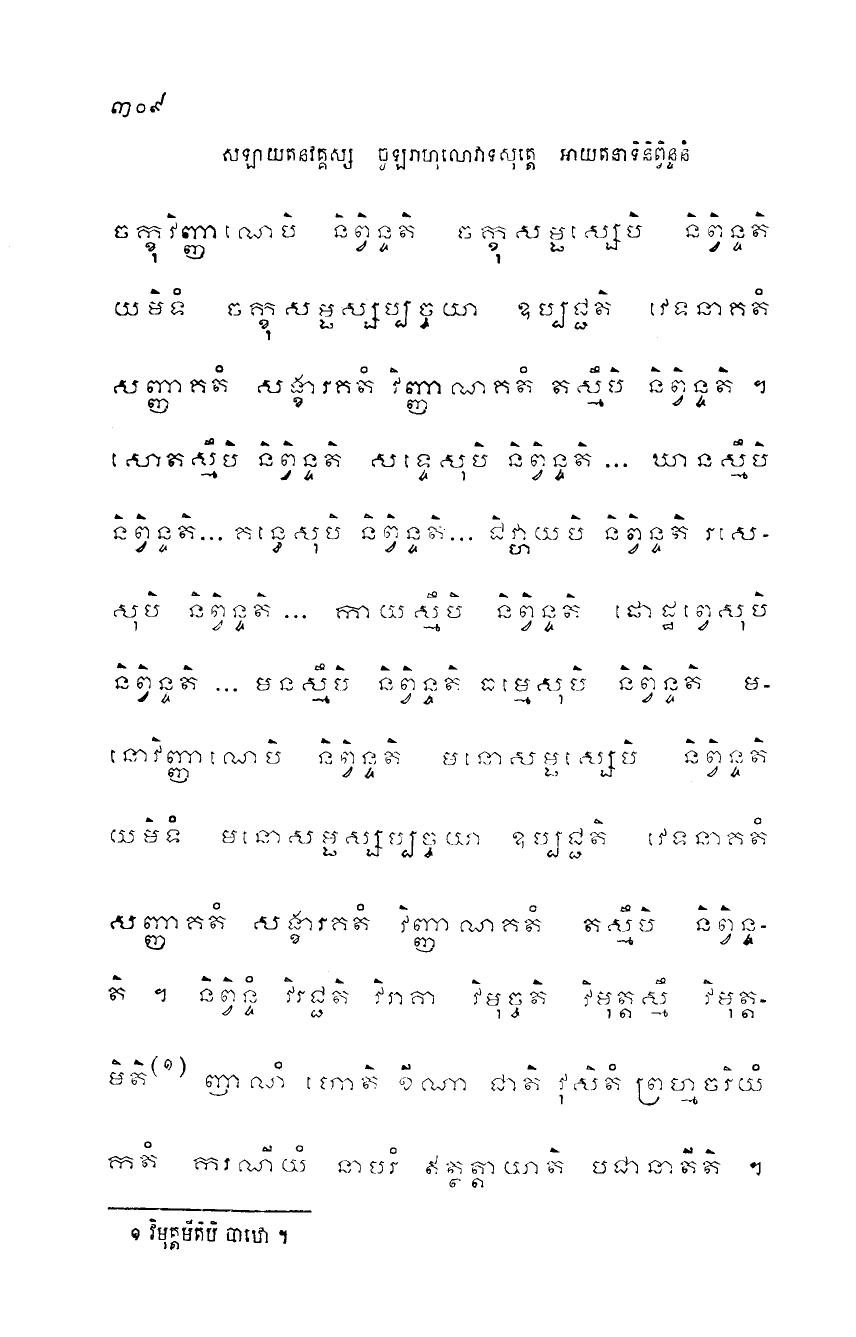 ៣០៩
សឡាយតនវគ្គស្ស ចូឡរាហុលោវាទសុត្តេ អាយតនាទិនិព្វិន្ទនំ
ចក្ខុវិញ្ញាណេបិ និព្វិន្ទតិ ចក្ខុសម្ផស្សេបិ និព្វិន្ទតិ
យមិទំ ចក្ខុសម្ផស្សប្បច្ចយា ឧប្បជ្ជតិ វេទនាគតំ
សញ្ញាគតំ សង្ខារគតំ វិញ្ញាណគតំ តស្មឹបិ និព្វិន្ទតិ ។
សោតស្មឹបិ និព្វិន្ទតិ សទ្ទេសុបិ និព្វិន្ទតិ ... ឃានស្មឹបិ
និព្វិន្ទតិ... គន្ធេសុបិ និព្វិន្ទតិ... ជិវ្ហាយបិ និព្វិន្ទតិ រសេ-
សុបិ និព្វិន្ទតិ ... កាយស្មឹបិ និព្វិន្ទតិ ផោដ្ឋព្វេសុបិ
និព្វិន្ទតិ ... មនស្មឹបិ និព្វិន្ទតិ ធម្មេសុបិ និព្វិន្ទតិ ម-
នោវិញ្ញាណេបិ និព្វិន្ទតិ មនោសម្ផស្សេបិ និព្វិន្ទតិ
យមិទំ មនោសម្ផស្សប្បច្ចយា ឧប្បជ្ជតិ វេទនាគតំ
សញ្ញាគតំ សង្ខារគតំ វិញ្ញាណគតំ តស្មឹបិ និព្វិន្ទ-
តិ ។ និព្វិន្ទំ វិរជ្ជតិ វិរាគា វិមុច្ចតិ វិមុត្តស្មឹ វិមុត្ត-
មិតិ(១) ញាណំ ហោតិ ខីណា ជាតិ វុសិតំ ព្រហ្មចរិយំ
កតំ ករណីយំ នាបរំ ឥត្ថត្តាយាតិ បជានាតីតិ ។
១ វិមុត្តមីតិបិ បាឋោ ។